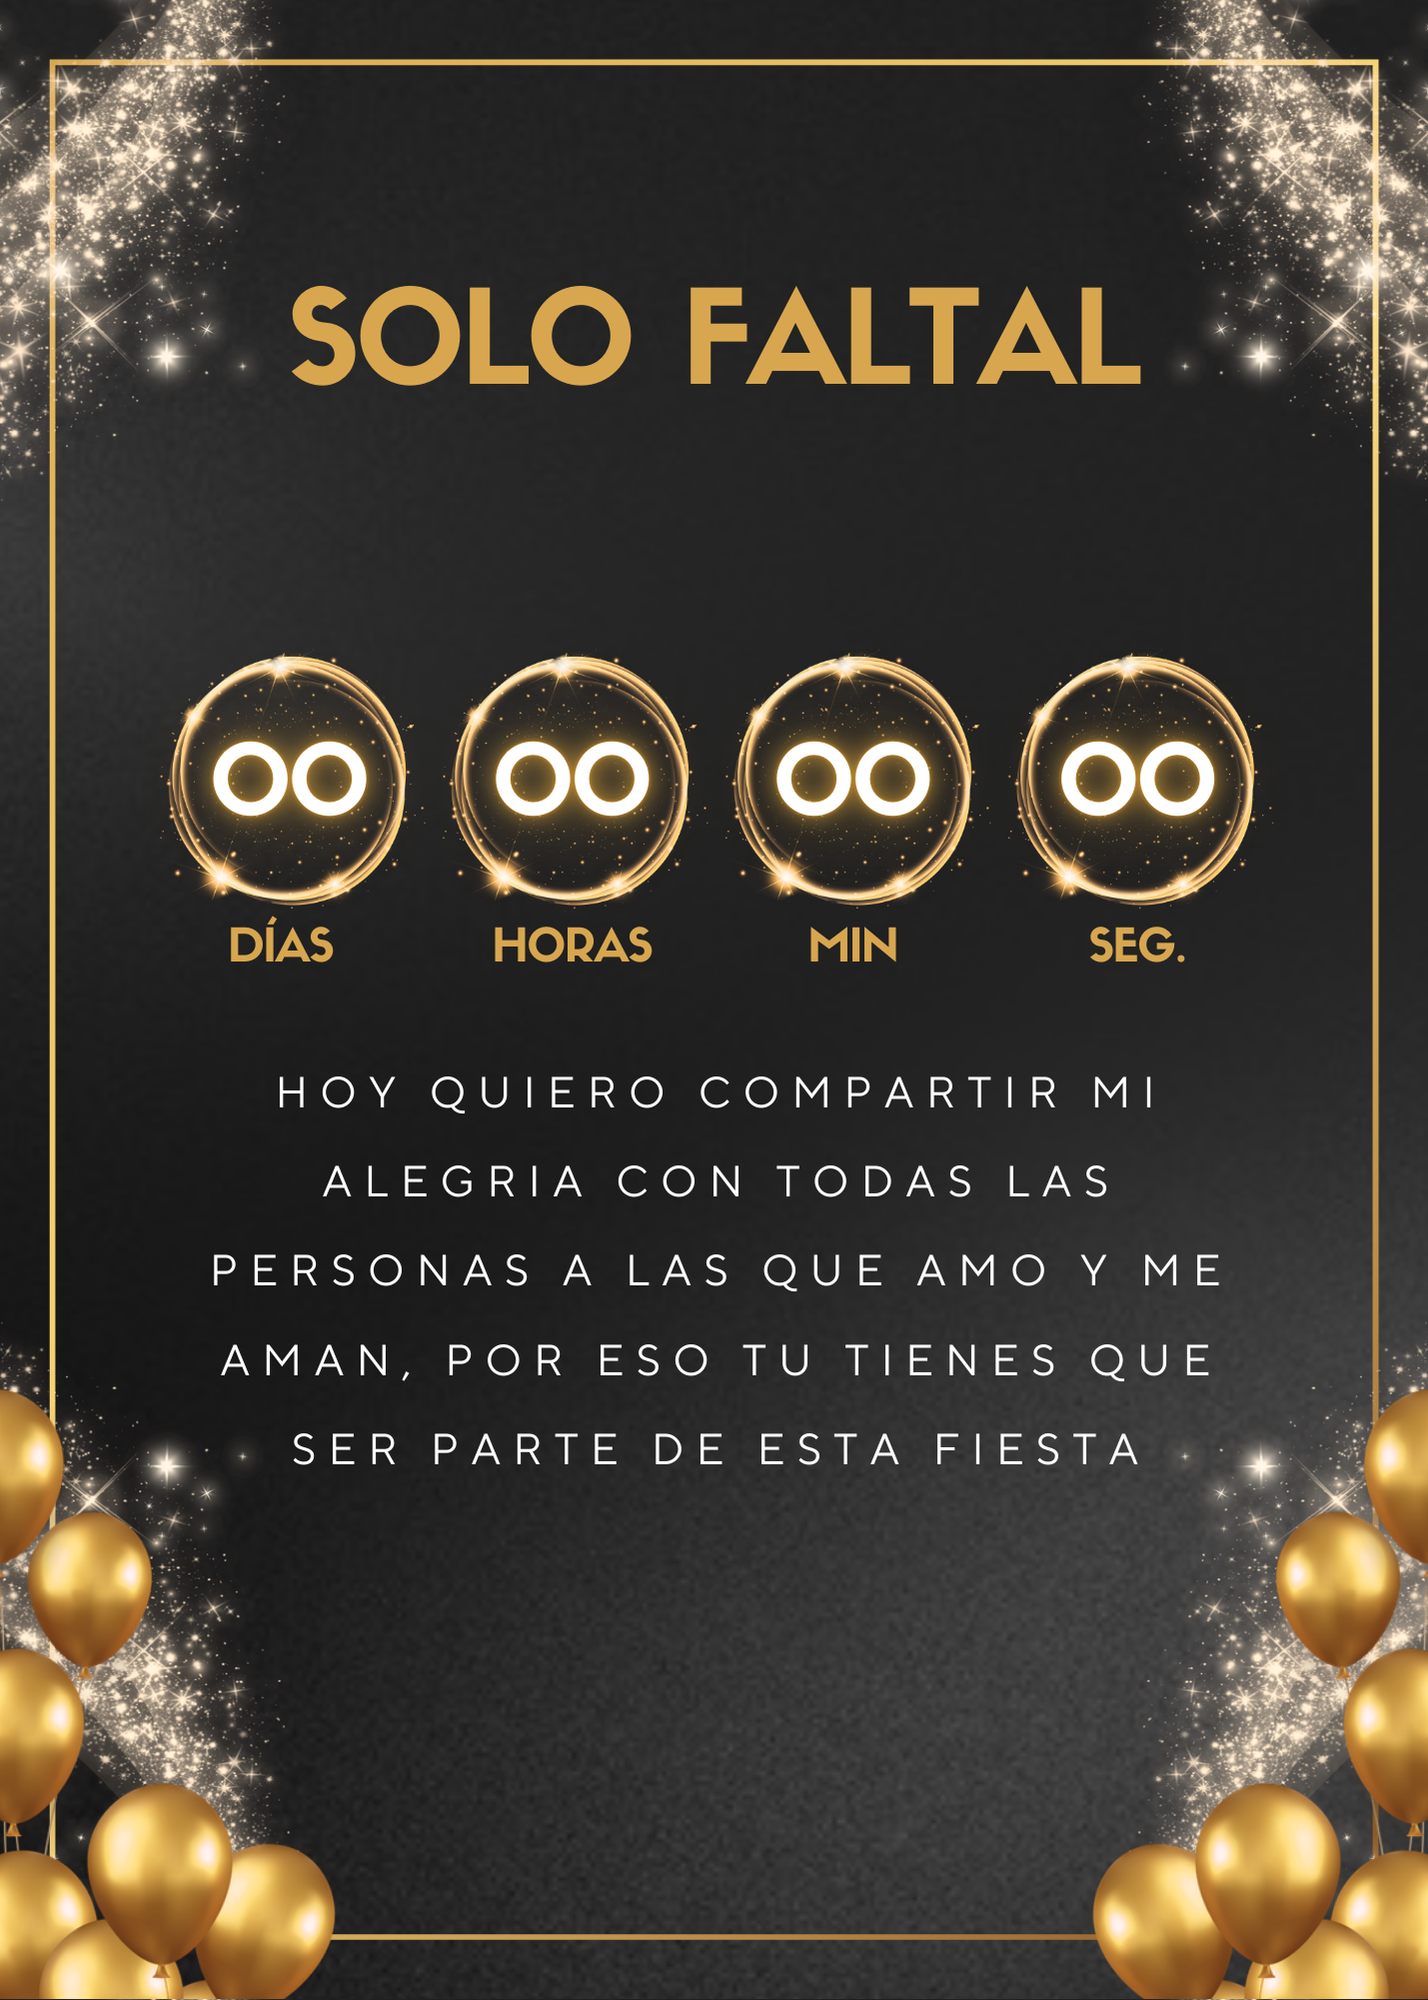 SOLO FALTAL
00 00 00 00
DÍAS HORAS MIN SEG.
HOY QUIERO COMPARTIR MI
ALEGRIA CON TODAS LAS
PERSONAS A LAS QUE AMO Y ME
AMAN, POR ESO TU TIENES QUE
SER PARTE DE ESTA FIESTA